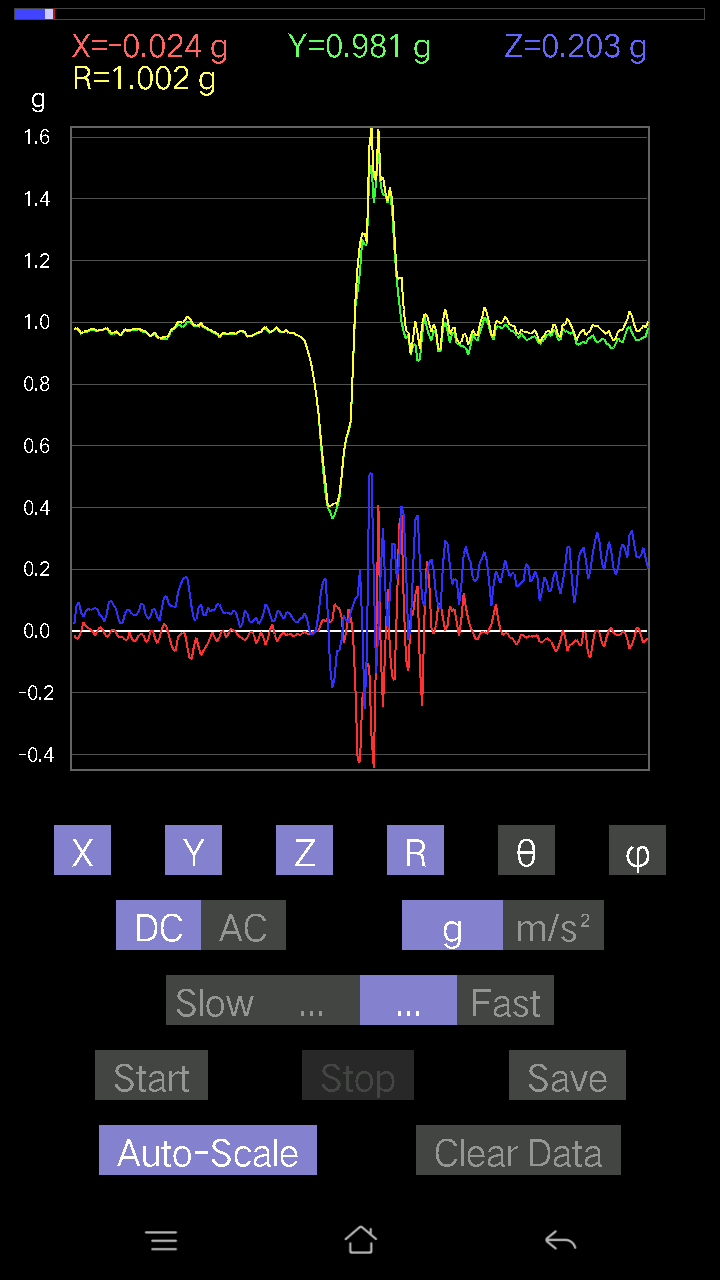 X=-0.024 g Y=0.981 g Z=0.203 g
R=1.002 g
g
1.6
1.4
1.2
1.0
0.8
0.6
0.4
0.2
0.0
-0.2
-0.4
X Y Z R θ φ
DC AC g m/s²
Slow ... ... Fast
Start Stop Save
Auto-Scale Clear Data